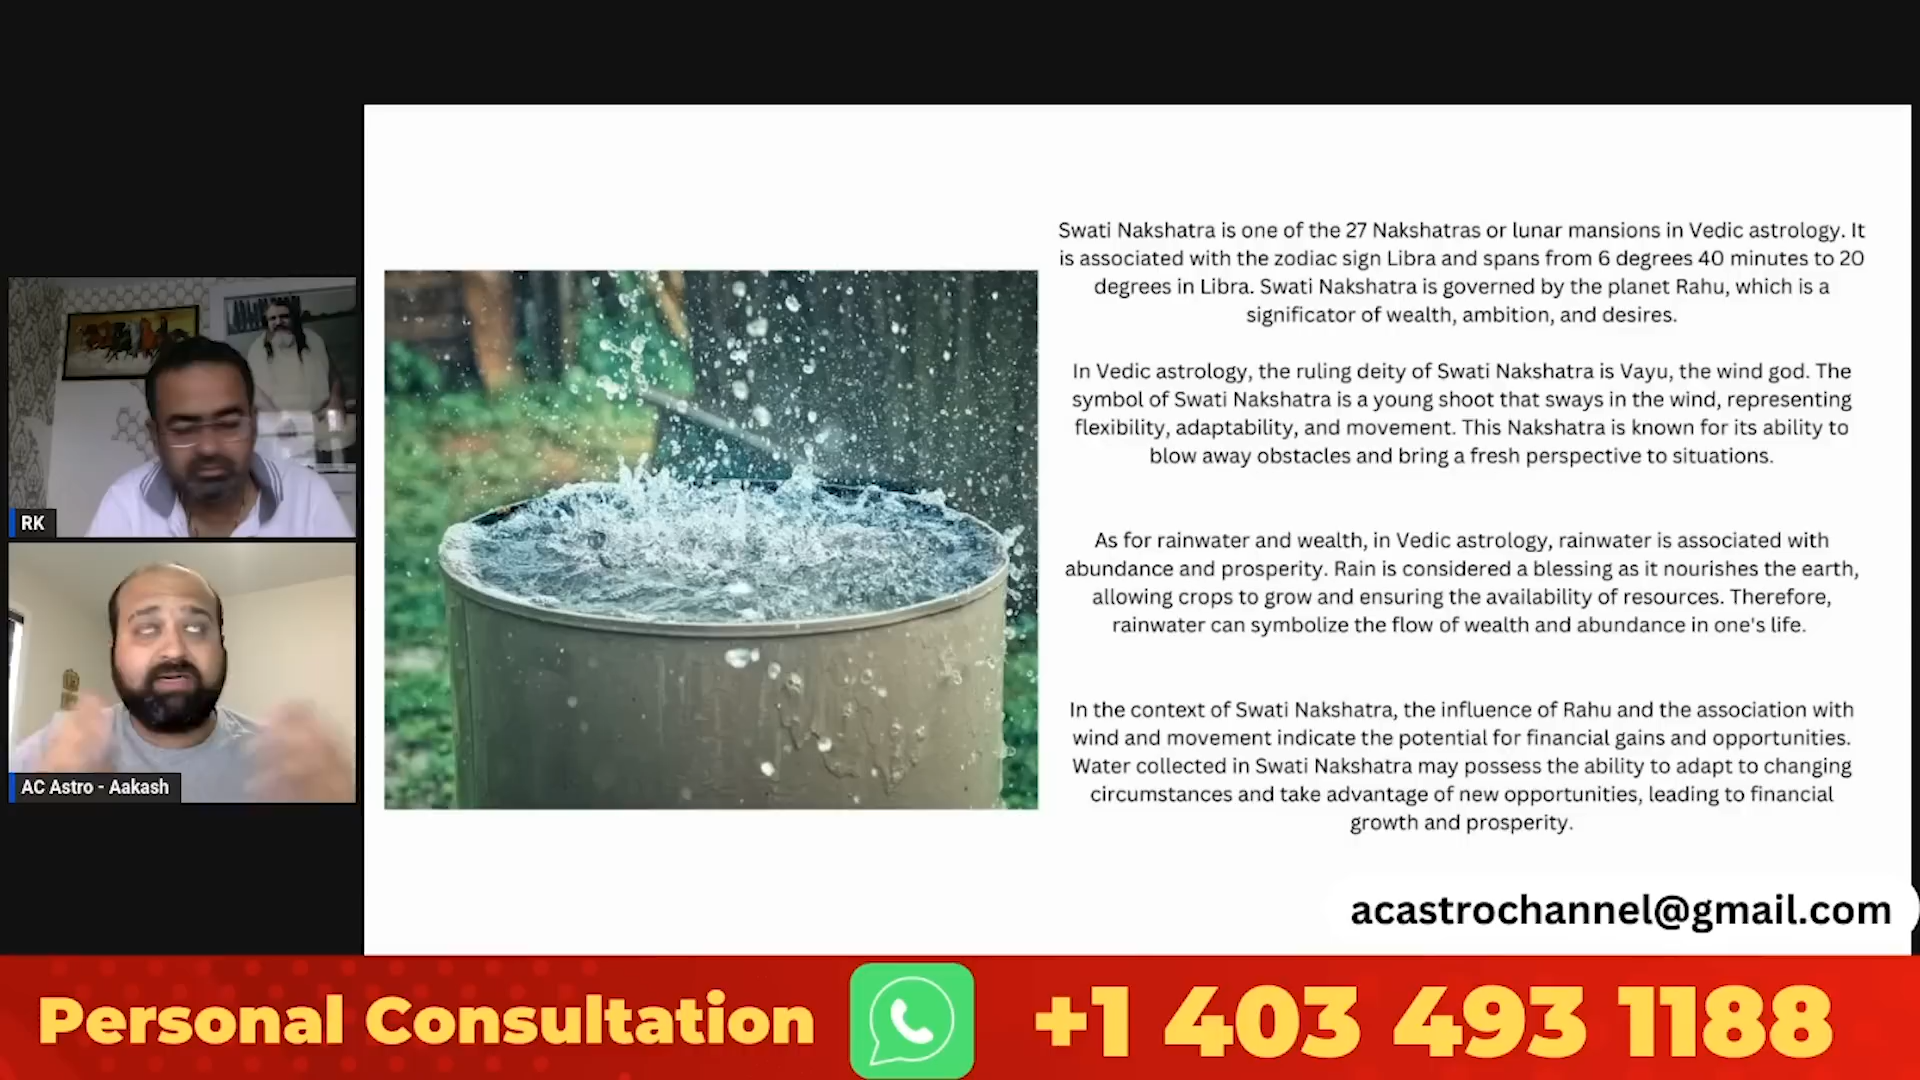 Swati Nakshatra is one of the 27 Nakshatras or lunar mansions in Vedic astrology. It
is associated with the zodiac sign Libra and spans from 6 degrees 40 minutes to 20
degrees in Libra. Swati Nakshatra is governed by the planet Rahu, which is a
significator of wealth, ambition, and desires.
In Vedic astrology, the ruling deity of Swati Nakshatra is Vayu, the wind god. The
symbol of Swati Nakshatra is a young shoot that sways in the wind, representing
flexibility, adaptability, and movement. This Nakshatra is known for its ability to
blow away obstacles and bring a fresh perspective to situations.
As for rainwater and wealth, in Vedic astrology, rainwater is associated with
abundance and prosperity. Rain is considered a blessing as it nourishes the earth,
allowing crops to grow and ensuring the availability of resources. Therefore,
rainwater can symbolize the flow of wealth and abundance in one's life.
In the context of Swati Nakshatra, the influence of Rahu and the association with
wind and movement indicate the potential for financial gains and opportunities.
Water collected in Swati Nakshatra may possess the ability to adapt to changing
circumstances and take advantage of new opportunities, leading to financial
growth and prosperity.
RK
AC Astro - Aakash
acastrochannel@gmail.com
Personal Consultation +1 403 493 1188